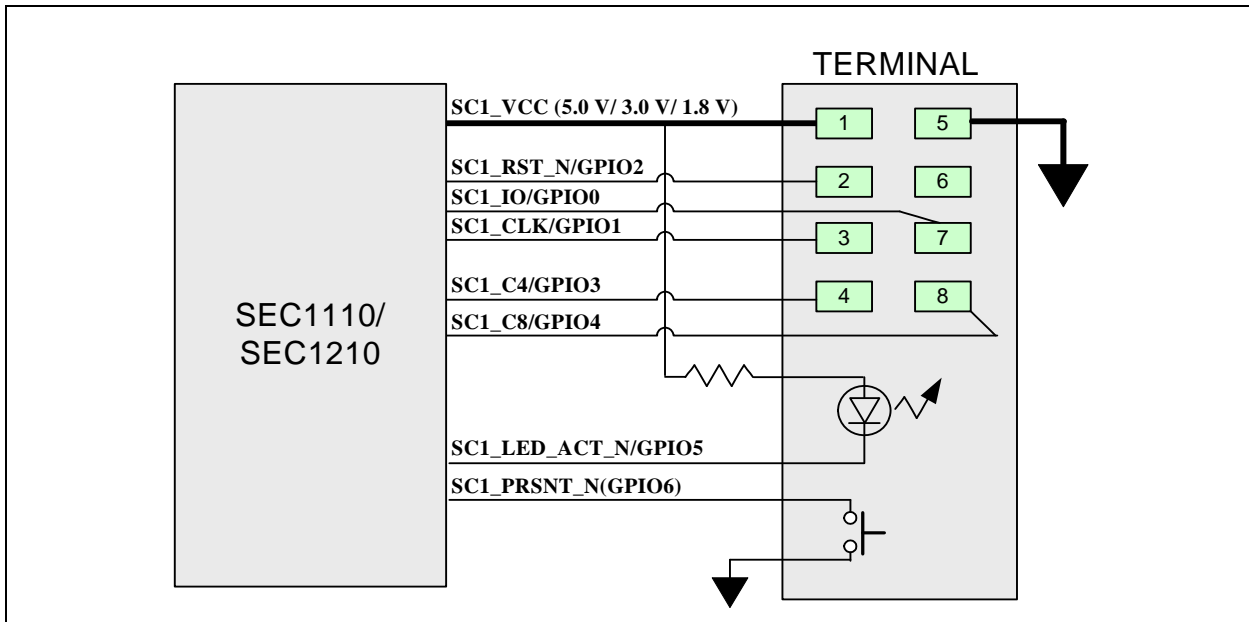 TERMINAL
SC1_VCC (5.0 V/ 3.0 V/ 1.8 V)
1
5
SC1_RST_N/GPIO2
2
6
SC1_IO/GPIO0
SC1_CLK/GPIO1
3
7
SC1_C4/GPIO3
4
8
SC1_C8/GPIO4
SEC1110/
SEC1210
SC1_LED_ACT_N/GPIO5
SC1_PRSNT_N(GPIO6)